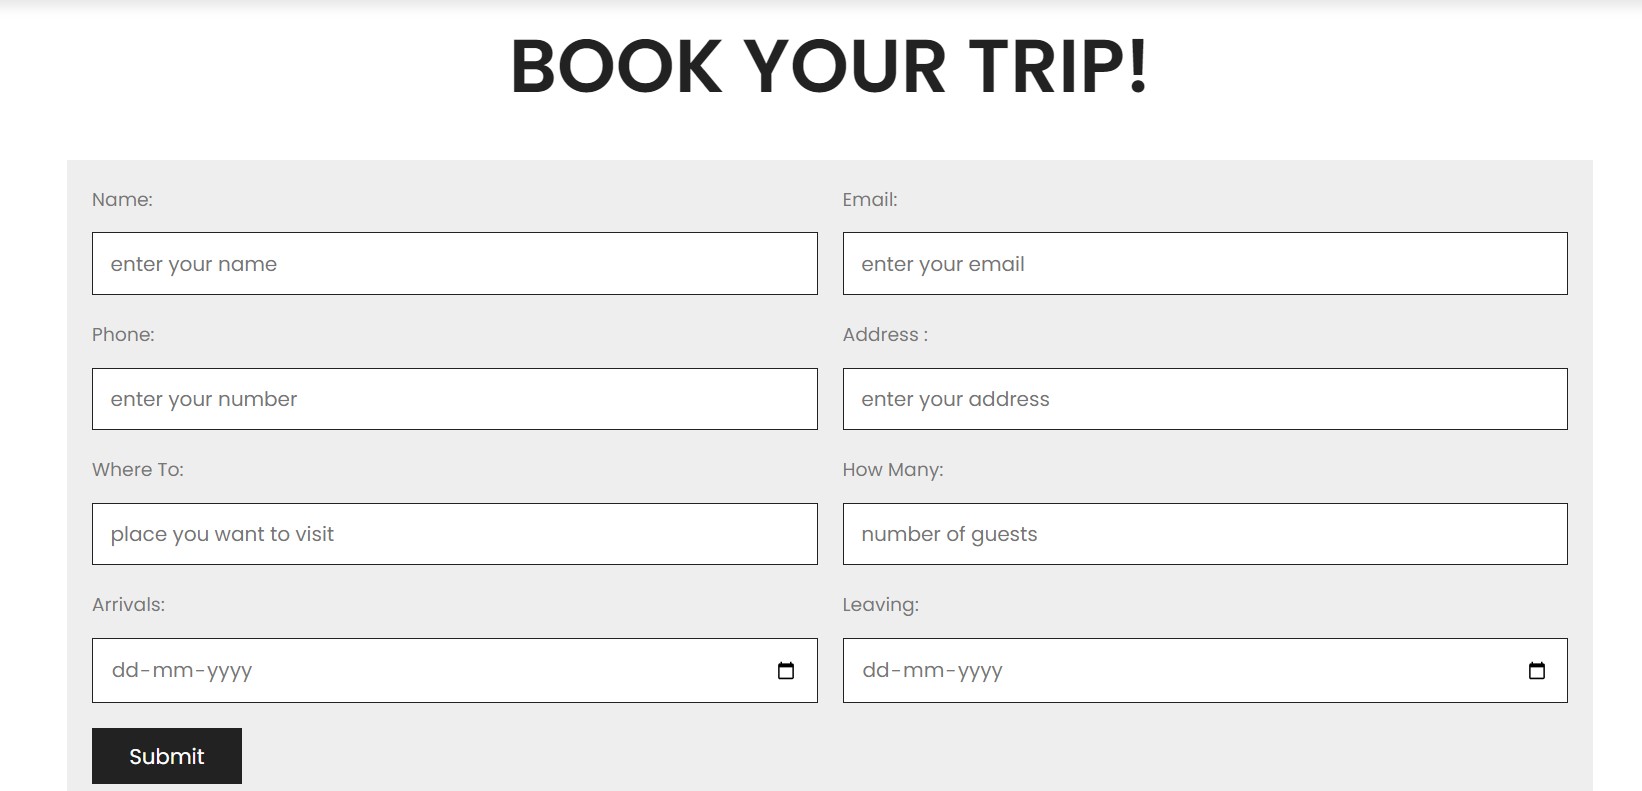 BOOK YOUR TRIP!
Name:
Email:
enter your name
enter your email
Phone:
Address :
enter your number
enter your address
Where To:
How Many:
place you want to visit
number of guests
Arrivals:
Leaving:
dd-mm-yyyy
dd-mm-yyyy
Submit